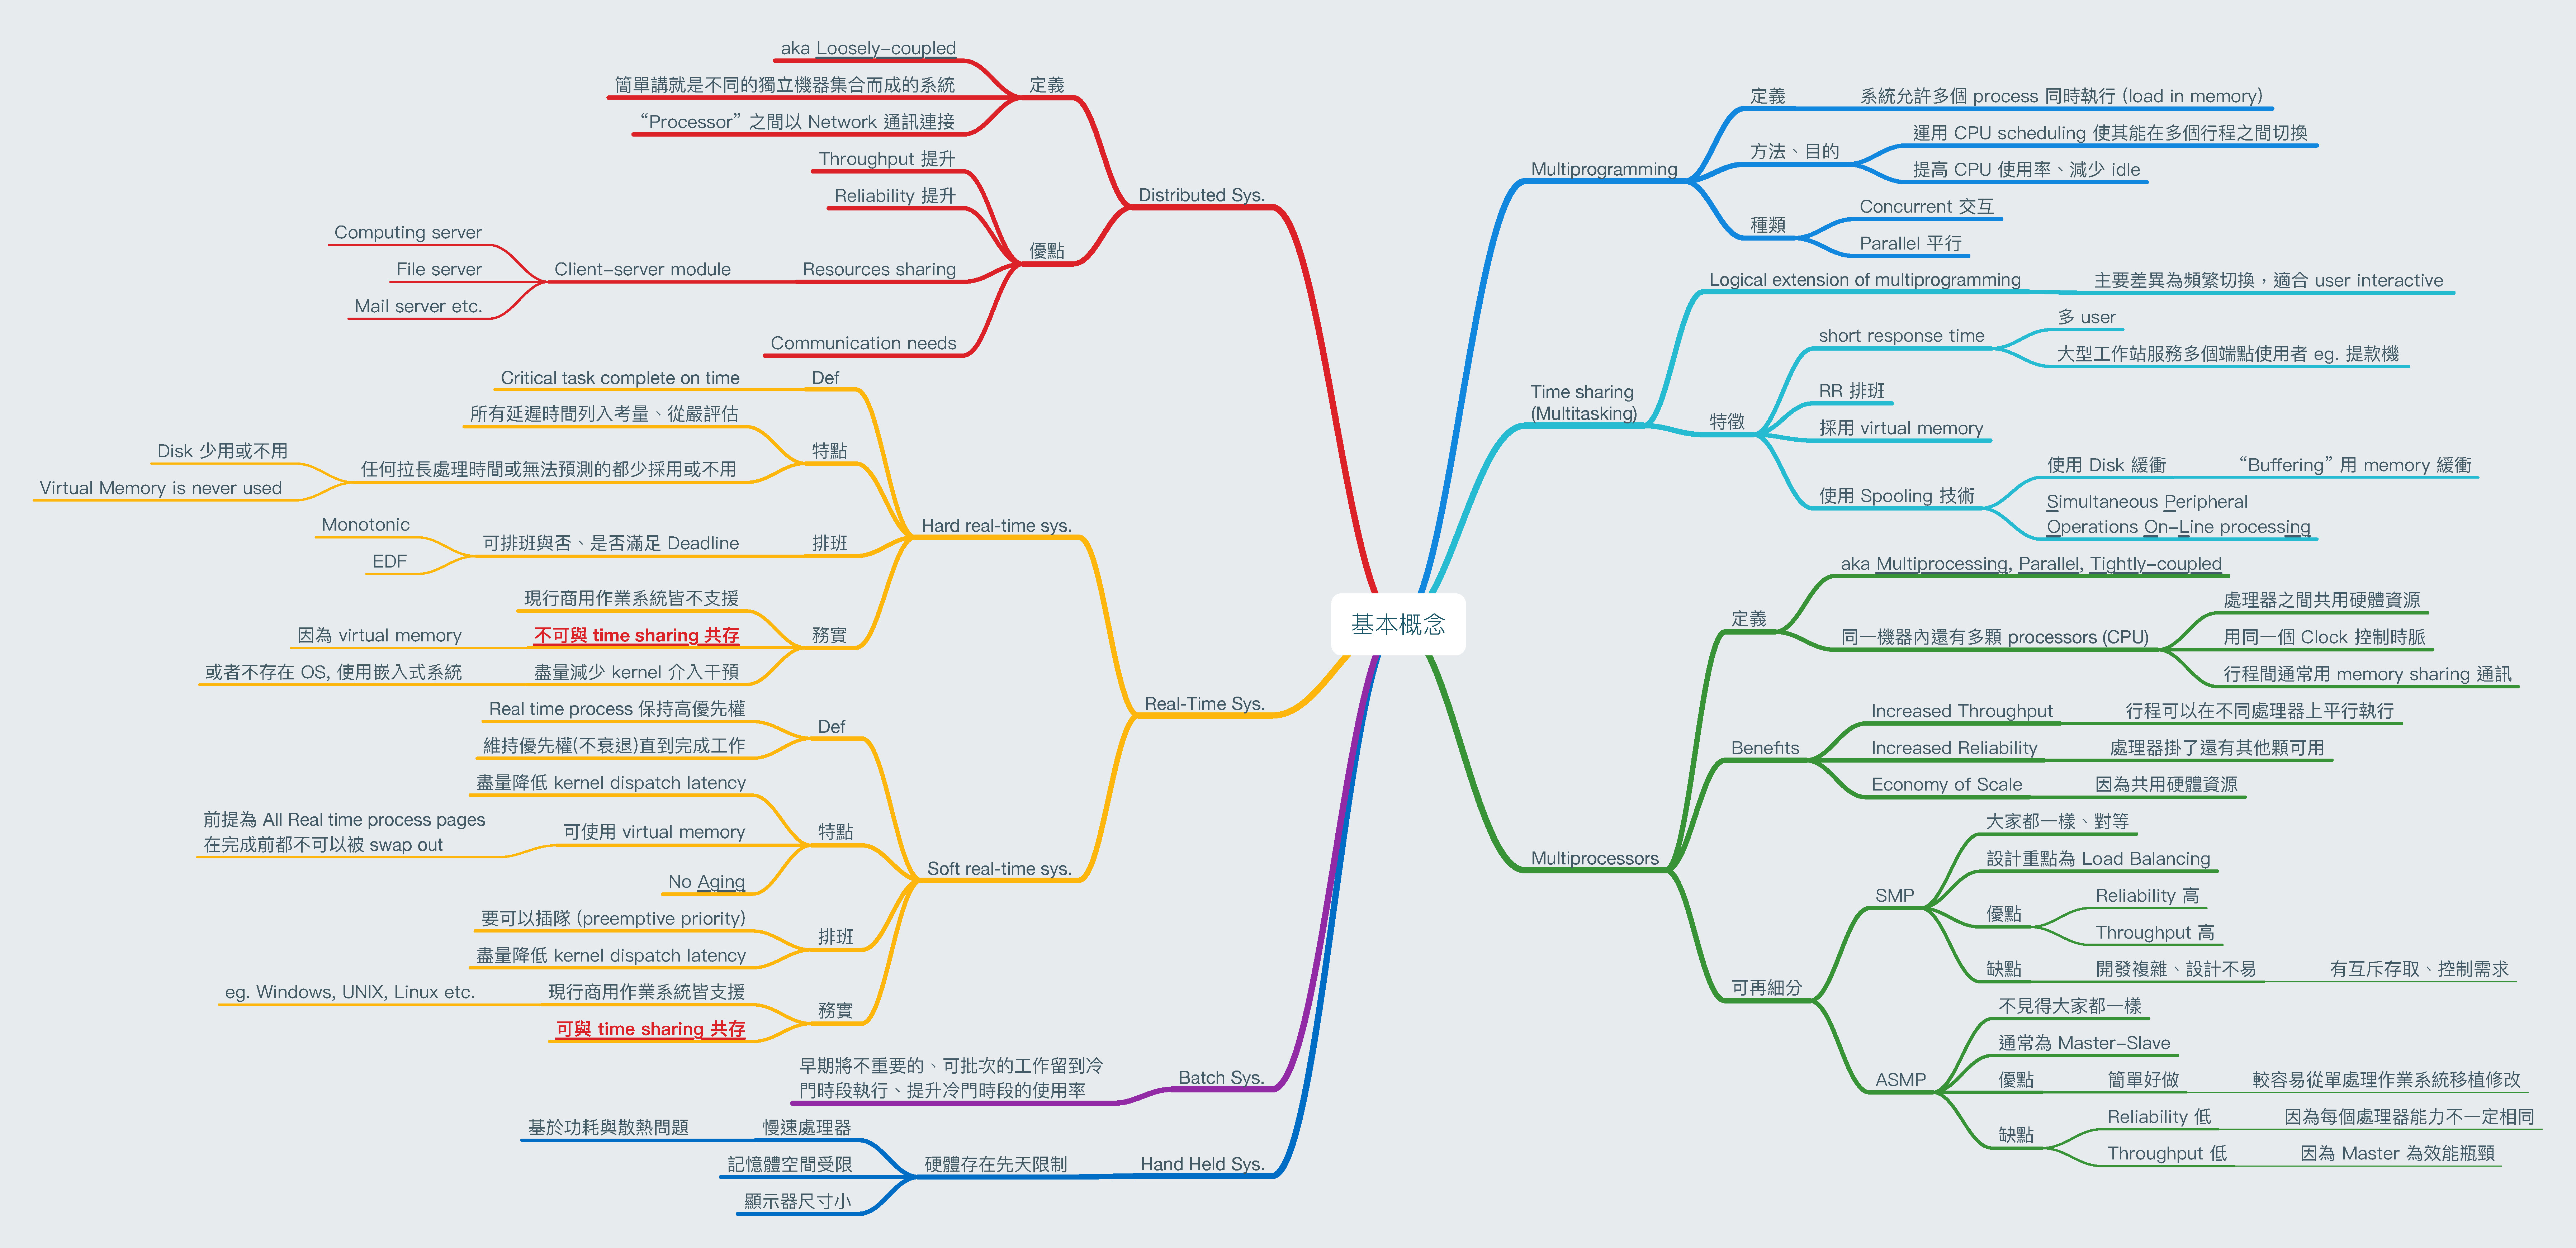 基本概念
Multiprogramming
定義
系統允許多個 process 同時執行 (load in memory)
方法、目的
運用 CPU scheduling 使其能在多個行程之間切換
提高 CPU 使用率、減少 idle
種類
Concurrent 交互
Parallel 平行
Time sharing
(Multitasking)
Logical extension of multiprogramming
主要差異為頻繁切換，適合 user interactive
特徵
short response time
多 user
大型工作站服務多個端點使用者 eg. 提款機
RR 排班
採用 virtual memory
使用 Spooling 技術
使用 Disk 緩衝
“Buffering” 用 memory 緩衝
Simultaneous Peripheral
Operations On-Line processing
Multiprocessors
定義
aka Multiprocessing, Parallel, Tightly-coupled
同一機器內還有多顆 processors (CPU)
處理器之間共用硬體資源
用同一個 Clock 控制時脈
行程間通常用 memory sharing 通訊
Benefits
Increased Throughput
行程可以在不同處理器上平行執行
Increased Reliability
處理器掛了還有其他顆可用
Economy of Scale
因為共用硬體資源
可再細分
SMP
大家都一樣、對等
設計重點為 Load Balancing
優點
Reliability 高
Throughput 高
缺點
開發複雜、設計不易
有互斥存取、控制需求
ASMP
不見得大家都一樣
通常為 Master-Slave
優點
簡單好做
較容易從單處理作業系統移植修改
缺點
Reliability 低
因為每個處理器能力不一定相同
Throughput 低
因為 Master 為效能瓶頸
Distributed Sys.
定義
aka Loosely-coupled
簡單講就是不同的獨立機器集合而成的系統
“Processor” 之間以 Network 通訊連接
優點
Throughput 提升
Reliability 提升
Resources sharing
Client-server module
Computing server
File server
Mail server etc.
Communication needs
Real-Time Sys.
Hard real-time sys.
Def
Critical task complete on time
特點
所有延遲時間列入考量、從嚴評估
任何拉長處理時間或無法預測的都少採用或不用
Disk 少用或不用
Virtual Memory is never used
排班
可排班與否、是否滿足 Deadline
Monotonic
EDF
務實
現行商用作業系統皆不支援
不可與 time sharing 共存
因為 virtual memory
盡量減少 kernel 介入干預
或者不存在 OS, 使用嵌入式系統
Soft real-time sys.
Def
Real time process 保持高優先權
維持優先權(不衰退)直到完成工作
特點
盡量降低 kernel dispatch latency
可使用 virtual memory
前提為 All Real time process pages
在完成前都不可以被 swap out
No Aging
排班
要可以插隊 (preemptive priority)
盡量降低 kernel dispatch latency
務實
現行商用作業系統皆支援
eg. Windows, UNIX, Linux etc.
可與 time sharing 共存
Batch Sys.
早期將不重要的、可批次的工作留到冷
門時段執行、提升冷門時段的使用率
Hand Held Sys.
硬體存在先天限制
慢速處理器
基於功耗與散熱問題
記憶體空間受限
顯示器尺寸小